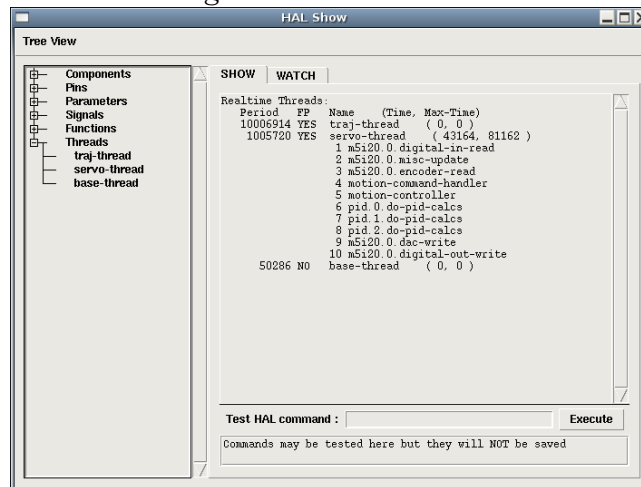 HAL Show
Tree View
Components
Pins
Parameters
Signals
Functions
Threads
traj-thread
servo-thread
base-thread
SHOW WATCH
Realtime Threads:
Period FP Name (Time, Max-Time)
10006914 YES traj-thread ( 0, 0 )
1005720 YES servo-thread ( 43164, 81162 )
1 m5i20.0.digital-in-read
2 m5i20.0.misc-update
3 m5i20.0.encoder-read
4 motion-command-handler
5 motion-controller
6 pid.0.do-pid-calcs
7 pid.1.do-pid-calcs
8 pid.2.do-pid-calcs
9 m5i20.0.dac-write
10 m5i20.0.digital-out-write
50286 NO base-thread ( 0, 0 )
Test HAL command : Execute
Commands may be tested here but they will NOT be saved